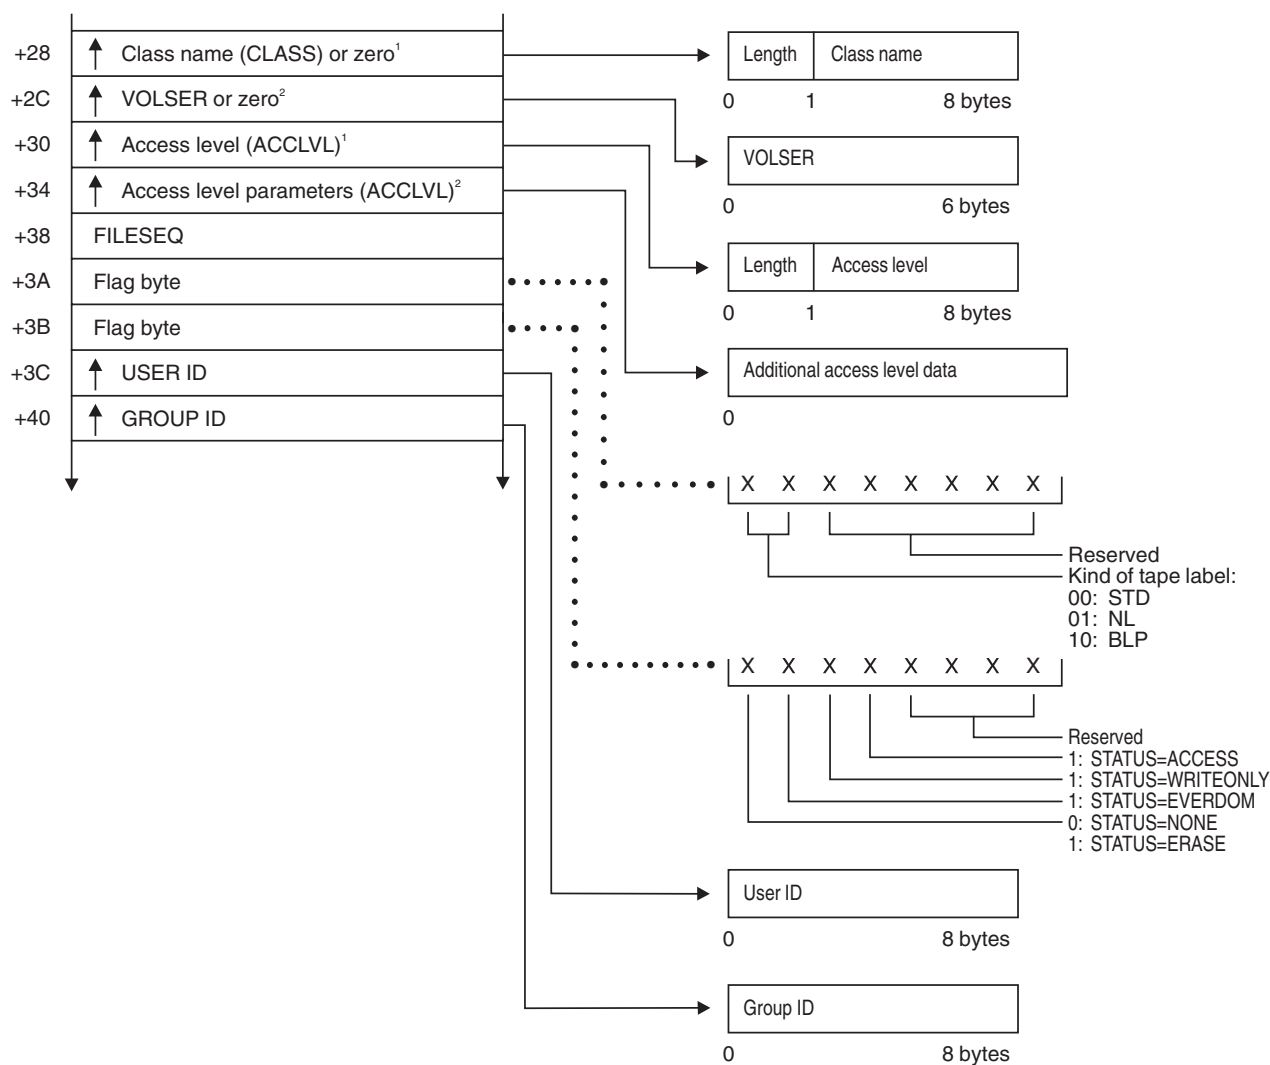 +28 Class name (CLASS) or zero¹
+2C VOLSER or zero²
+30 Access level (ACCLVL)¹
+34 Access level parameters (ACCLVL)²
+38 FILESEQ
+3A Flag byte
+3B Flag byte
+3C USER ID
+40 GROUP ID
Length Class name
0 1 8 bytes
VOLSER
0 6 bytes
Length Access level
0 1 8 bytes
Additional access level data
0
X X X X X X X X
Reserved
Kind of tape label:
00: STD
01: NL
10: BLP
X X X X X X X X
Reserved
1: STATUS=ACCESS
1: STATUS=WRITEONLY
1: STATUS=EVERDOM
0: STATUS=NONE
1: STATUS=ERASE
User ID
0 8 bytes
Group ID
0 8 bytes